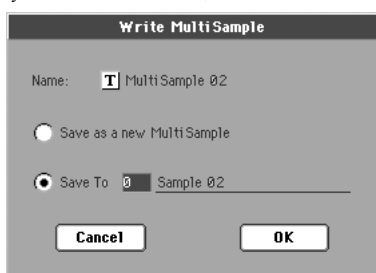 Write MultiSample
Name: T MultiSample 02
Save as a new MultiSample
Save To 0 Sample 02
Cancel OK